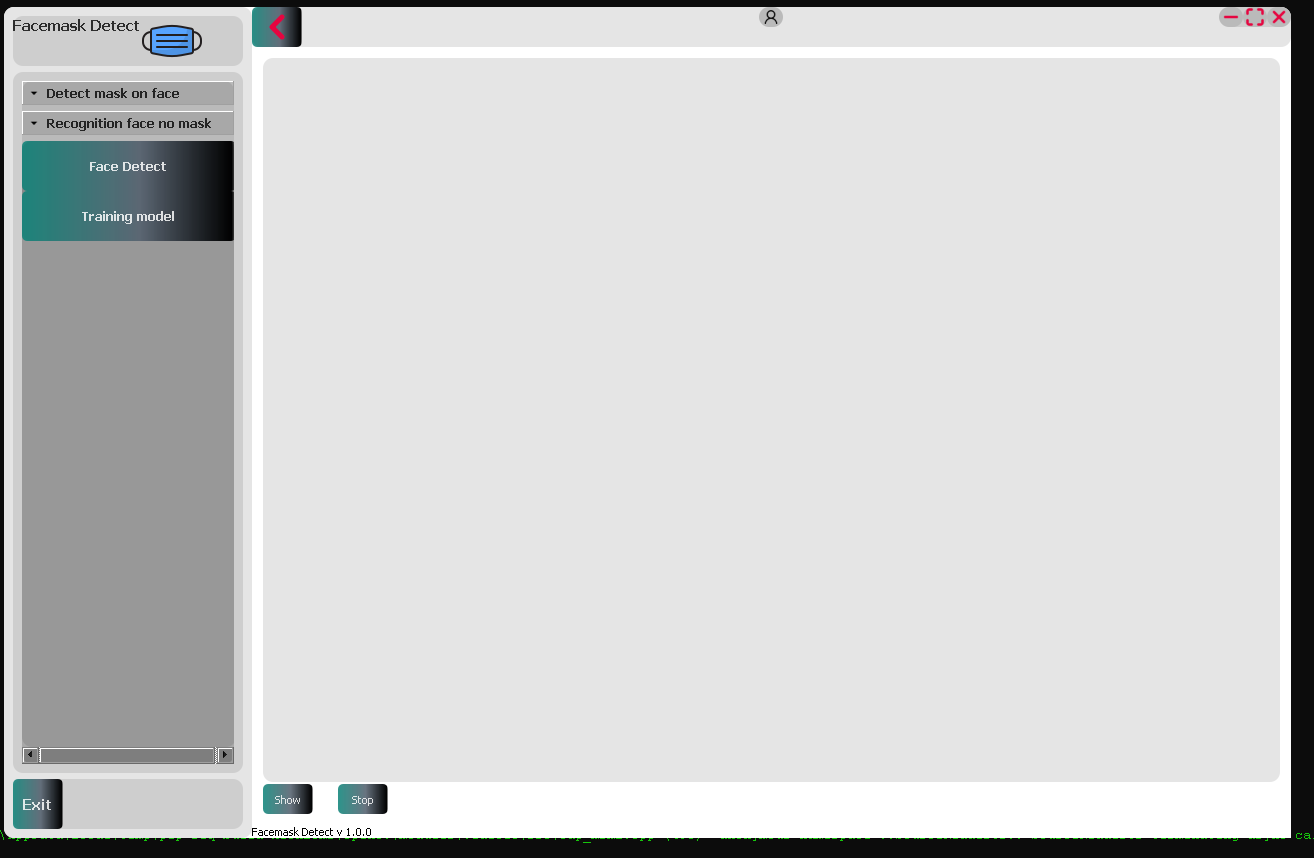 Facemask Detect
Detect mask on face
Recognition face no mask
Face Detect
Training model
Exit
Show
Stop
Facemask Detect v 1.0.0